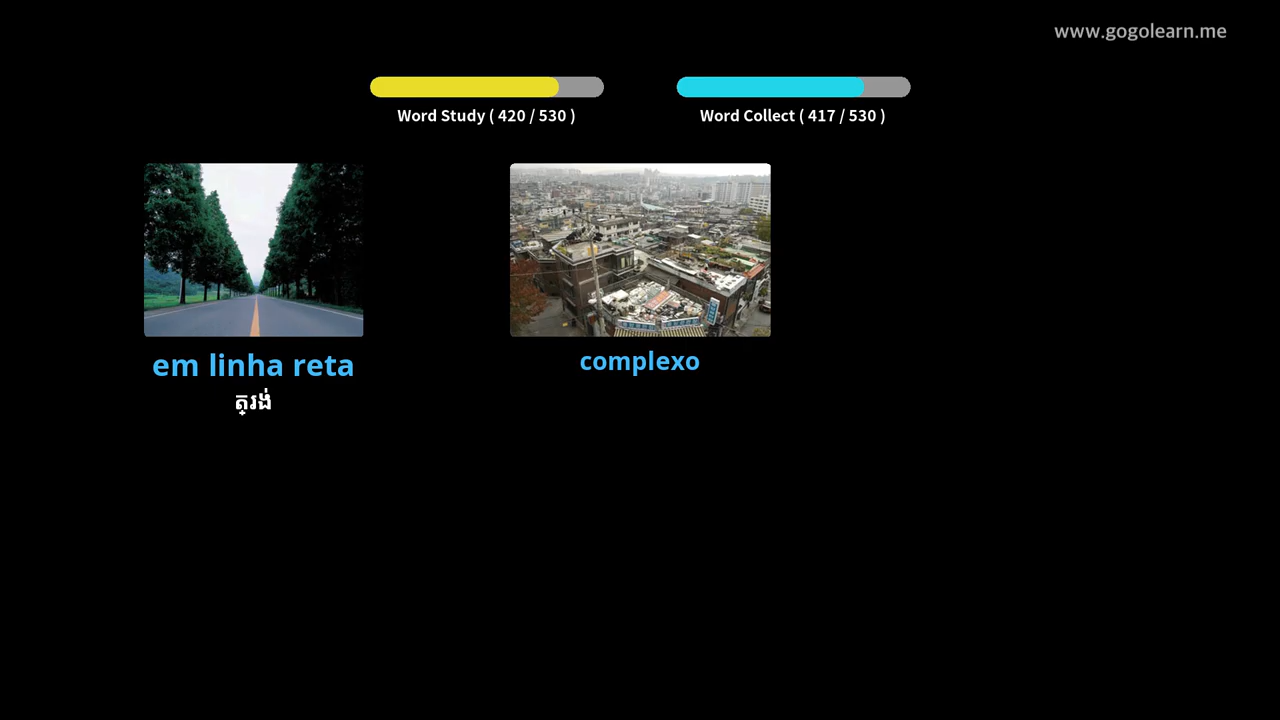 www.gogolearn.me
Word Study ( 420 / 530 )
Word Collect ( 417 / 530 )
em linha reta
ត្រង់
complexo